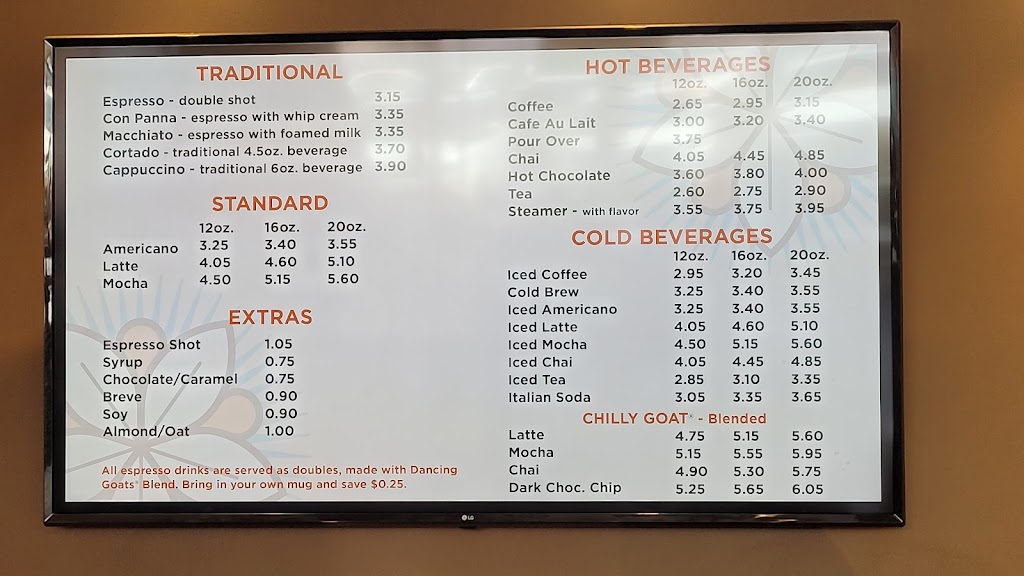 TRADITIONAL
Espresso - double shot 3.15
Con Panna - espresso with whip cream 3.35
Macchiato - espresso with foamed milk 3.35
Cortado - traditional 4.5oz. beverage 3.70
Cappuccino - traditional 6oz. beverage 3.90
STANDARD
12oz. 16oz. 20oz.
Americano 3.25 3.40 3.55
Latte 4.05 4.60 5.10
Mocha 4.50 5.15 5.60
EXTRAS
Espresso Shot 1.05
Syrup 0.75
Chocolate/Caramel 0.75
Breve 0.90
Soy 0.90
Almond/Oat 1.00
All espresso drinks are served as doubles, made with Dancing
Goats® Blend. Bring in your own mug and save $0.25.
HOT BEVERAGES
12oz. 16oz. 20oz.
Coffee 2.65 2.95 3.15
Cafe Au Lait 3.00 3.20 3.40
Pour Over 3.75
Chai 4.05 4.45 4.85
Hot Chocolate 3.60 3.80 4.00
Tea 2.60 2.75 2.90
Steamer - with flavor 3.55 3.75 3.95
COLD BEVERAGES
12oz. 16oz. 20oz.
Iced Coffee 2.95 3.20 3.45
Cold Brew 3.25 3.40 3.55
Iced Americano 3.25 3.40 3.55
Iced Latte 4.05 4.60 5.10
Iced Mocha 4.50 5.15 5.60
Iced Chai 4.05 4.45 4.85
Iced Tea 2.85 3.10 3.35
Italian Soda 3.05 3.35 3.65
CHILLY GOAT® - Blended
Latte 4.75 5.15 5.60
Mocha 5.15 5.55 5.95
Chai 4.90 5.30 5.75
Dark Choc. Chip 5.25 5.65 6.05
LG